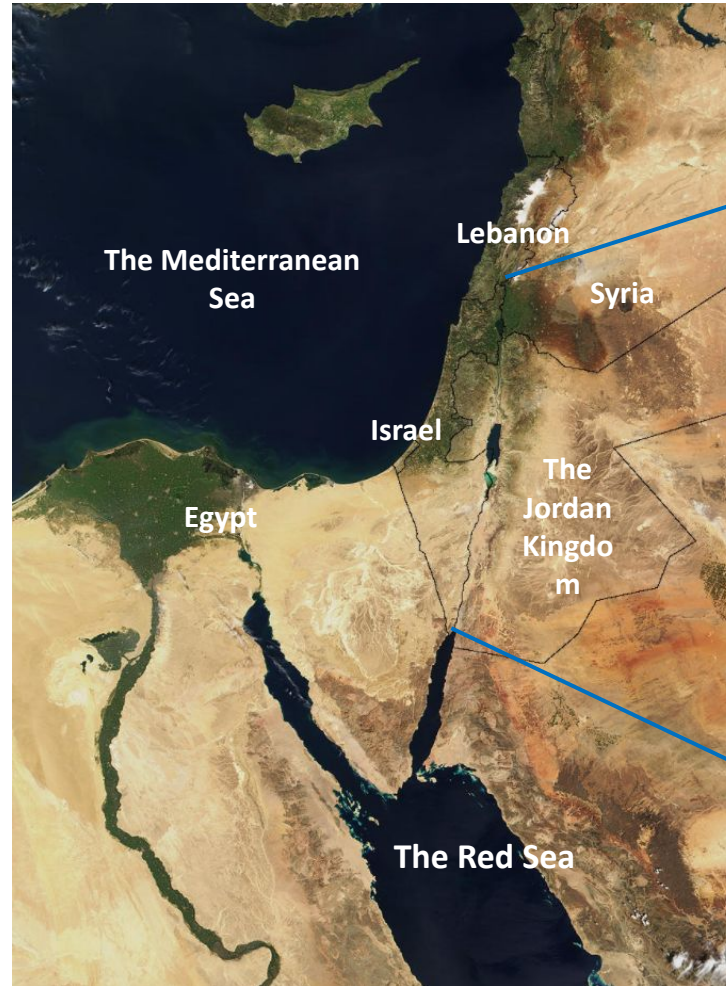 Lebanon
The Mediterranean
Sea
Syria
Israel
The
Jordan
Kingdo
m
Egypt
The Red Sea